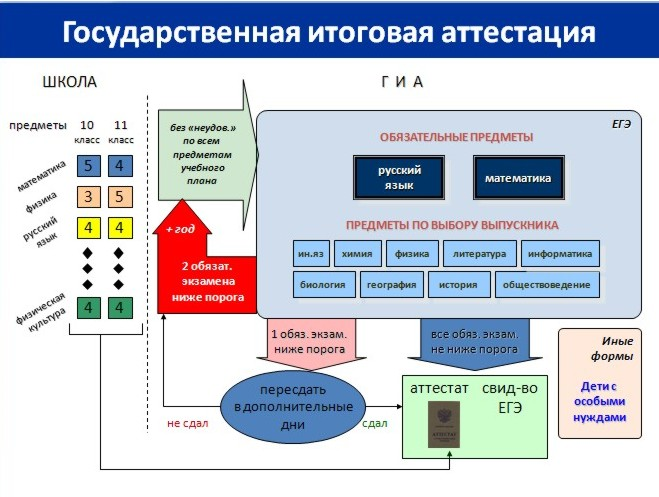 Государственная итоговая аттестация
ШКОЛА
Г И А
предметы
10
класс
11
класс
математика
5
4
физика
3
5
русский
язык
4
4
физическая
культура
4
4
без «неудов.»
по всем
предметам
учебного
плана
+ год
2 обязат.
экзамена
ниже порога
ЕГЭ
ОБЯЗАТЕЛЬНЫЕ ПРЕДМЕТЫ
русский
язык
математика
ПРЕДМЕТЫ ПО ВЫБОРУ ВЫПУСКНИКА
ин.яз
химия
физика
литература
информатика
биология
география
история
обществоведение
1 обяз. экзам.
ниже порога
все обяз. экзам.
не ниже порога
Иные
формы
Дети с
особыми
нуждами
пересдать
в дополнительные
дни
не сдал
сдал
аттестат
свид-во
ЕГЭ
АТТЕСТАТ